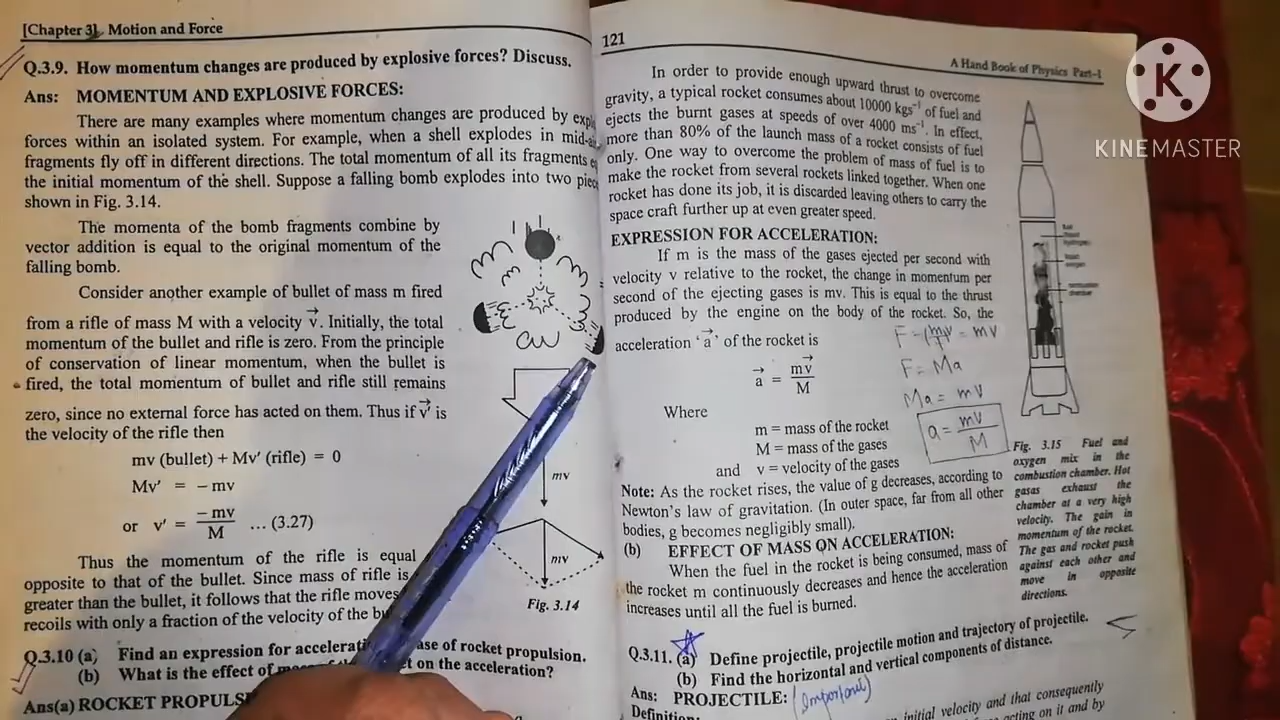 [Chapter 3] Motion and Force
Q.3.9. How momentum changes are produced by explosive forces? Discuss.
Ans: MOMENTUM AND EXPLOSIVE FORCES:
There are many examples where momentum changes are produced by
forces within an isolated system. For example, when a shell explodes in
fragments fly off in different directions. The total momentum of all its fragments
the initial momentum of the shell. Suppose a falling bomb explodes into two
shown in Fig. 3.14.
The momenta of the bomb fragments combine by
vector addition is equal to the original momentum of the
falling bomb.
Consider another example of bullet of mass m fired
from a rifle of mass M with a velocity v⃗. Initially, the total
momentum of the bullet and rifle is zero. From the principle
of conservation of linear momentum, when the bullet is
fired, the total momentum of bullet and rifle still remains
zero, since no external force has acted on them. Thus if v⃗' is
the velocity of the rifle then
mv (bullet) + Mv' (rifle) = 0
Mv' = – mv
or v' = – mv / M ... (3.27)
Thus the momentum of the rifle is equal
opposite to that of the bullet. Since mass of rifle is
greater than the bullet, it follows that the rifle moves
recoils with only a fraction of the velocity of the
mv
mv
Fig. 3.14
Q.3.10 (a) Find an expression for of rocket propulsion.
(b) What is the effect of on the acceleration?
Ans(a) ROCKET
121
A Hand Book of Physics Part-1
In order to provide enough upward thrust to overcome
gravity, a typical rocket consumes about 10000 kgs⁻¹ of fuel and
ejects the burnt gases at speeds of over 4000 ms⁻¹. In effect,
more than 80% of the launch mass of a rocket consists of fuel
only. One way to overcome the problem of mass of fuel is to
make the rocket from several rockets linked together. When one
rocket has done its job, it is discarded leaving others to carry the
space craft further up at even greater speed.
EXPRESSION FOR ACCELERATION:
If m is the mass of the gases ejected per second with
velocity v relative to the rocket, the change in momentum per
second of the ejecting gases is mv. This is equal to the thrust
produced by the engine on the body of the rocket. So, the
acceleration ‘a⃗’ of the rocket is
a⃗ = mv⃗ / M
F = Ma
Ma = mv
a = mv / M
Where
m = mass of the rocket
M = mass of the gases
and v = velocity of the gases
Note: As the rocket rises, the value of g decreases, according to
Newton's law of gravitation. (In outer space, far from all other
bodies, g becomes negligibly small).
(b) EFFECT OF MASS ON ACCELERATION:
When the fuel in the rocket is being consumed, mass of
the rocket m continuously decreases and hence the acceleration
increases until all the fuel is burned.
Fig. 3.15 Fuel and
oxygen mix in the
combustion chamber. Hot
gasas exhaust the
chamber at a very high
velocity. The gain in
momentum of the rocket.
The gas and rocket push
against each other and
move in opposite
directions.
Q.3.11. (a) Define projectile, projectile motion and trajectory of projectile.
(b) Find the horizontal and vertical components of distance.
Ans: PROJECTILE: (Important)
Definition:
initial velocity and that consequently
acting on it and by
K
KINEMASTER